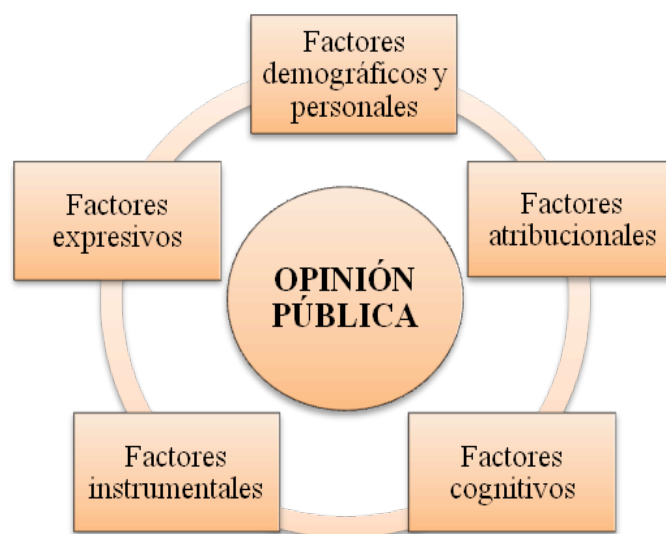 Factores
demográficos y
personales
Factores
expresivos
Factores
atribucionales
OPINIÓN
PÚBLICA
Factores
instrumentales
Factores
cognitivos